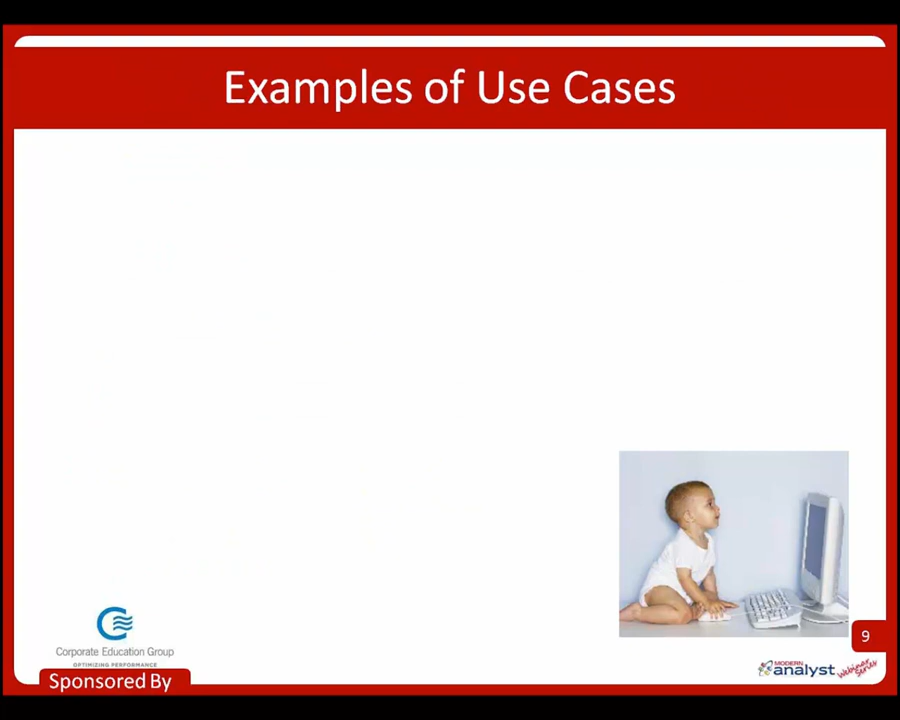 Examples of Use Cases
Corporate Education Group
OPTIMIZING PERFORMANCE
Sponsored By
9
MODERN
analyst
Webinar
Series